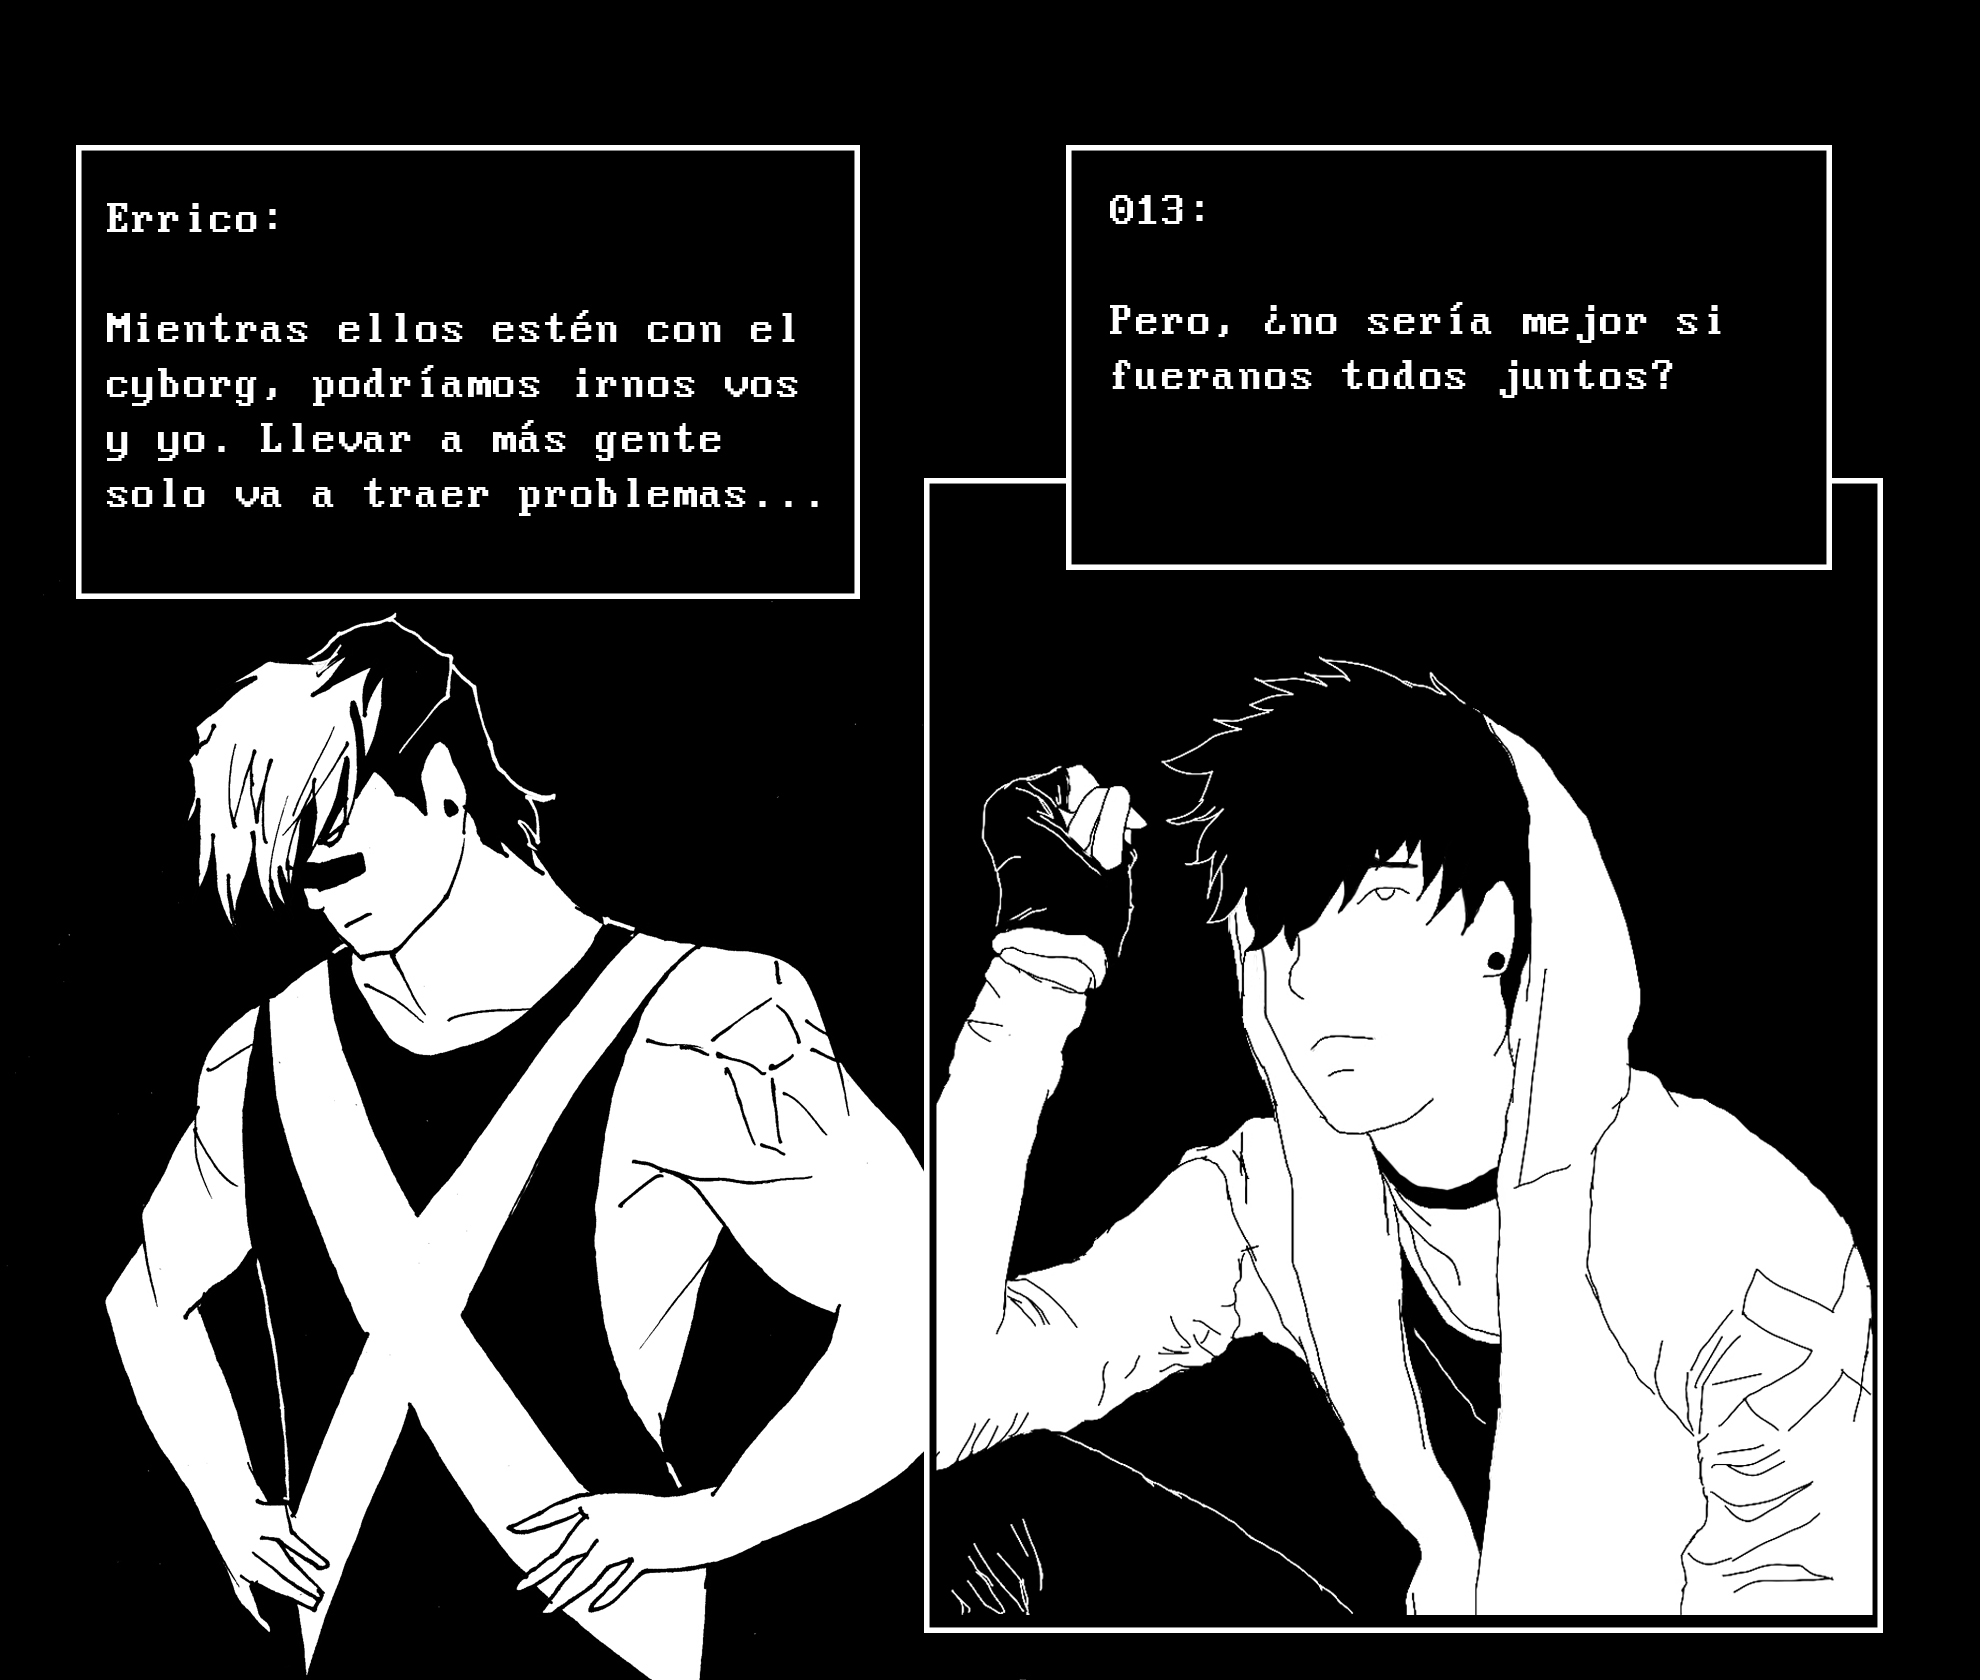 Errico:
Mientras ellos estén con el
cyborg, podríamos irnos vos
y yo. Llevar a más gente
solo va a traer problemas...
013:
Pero, ¿no sería mejor si
fueranos todos juntos?